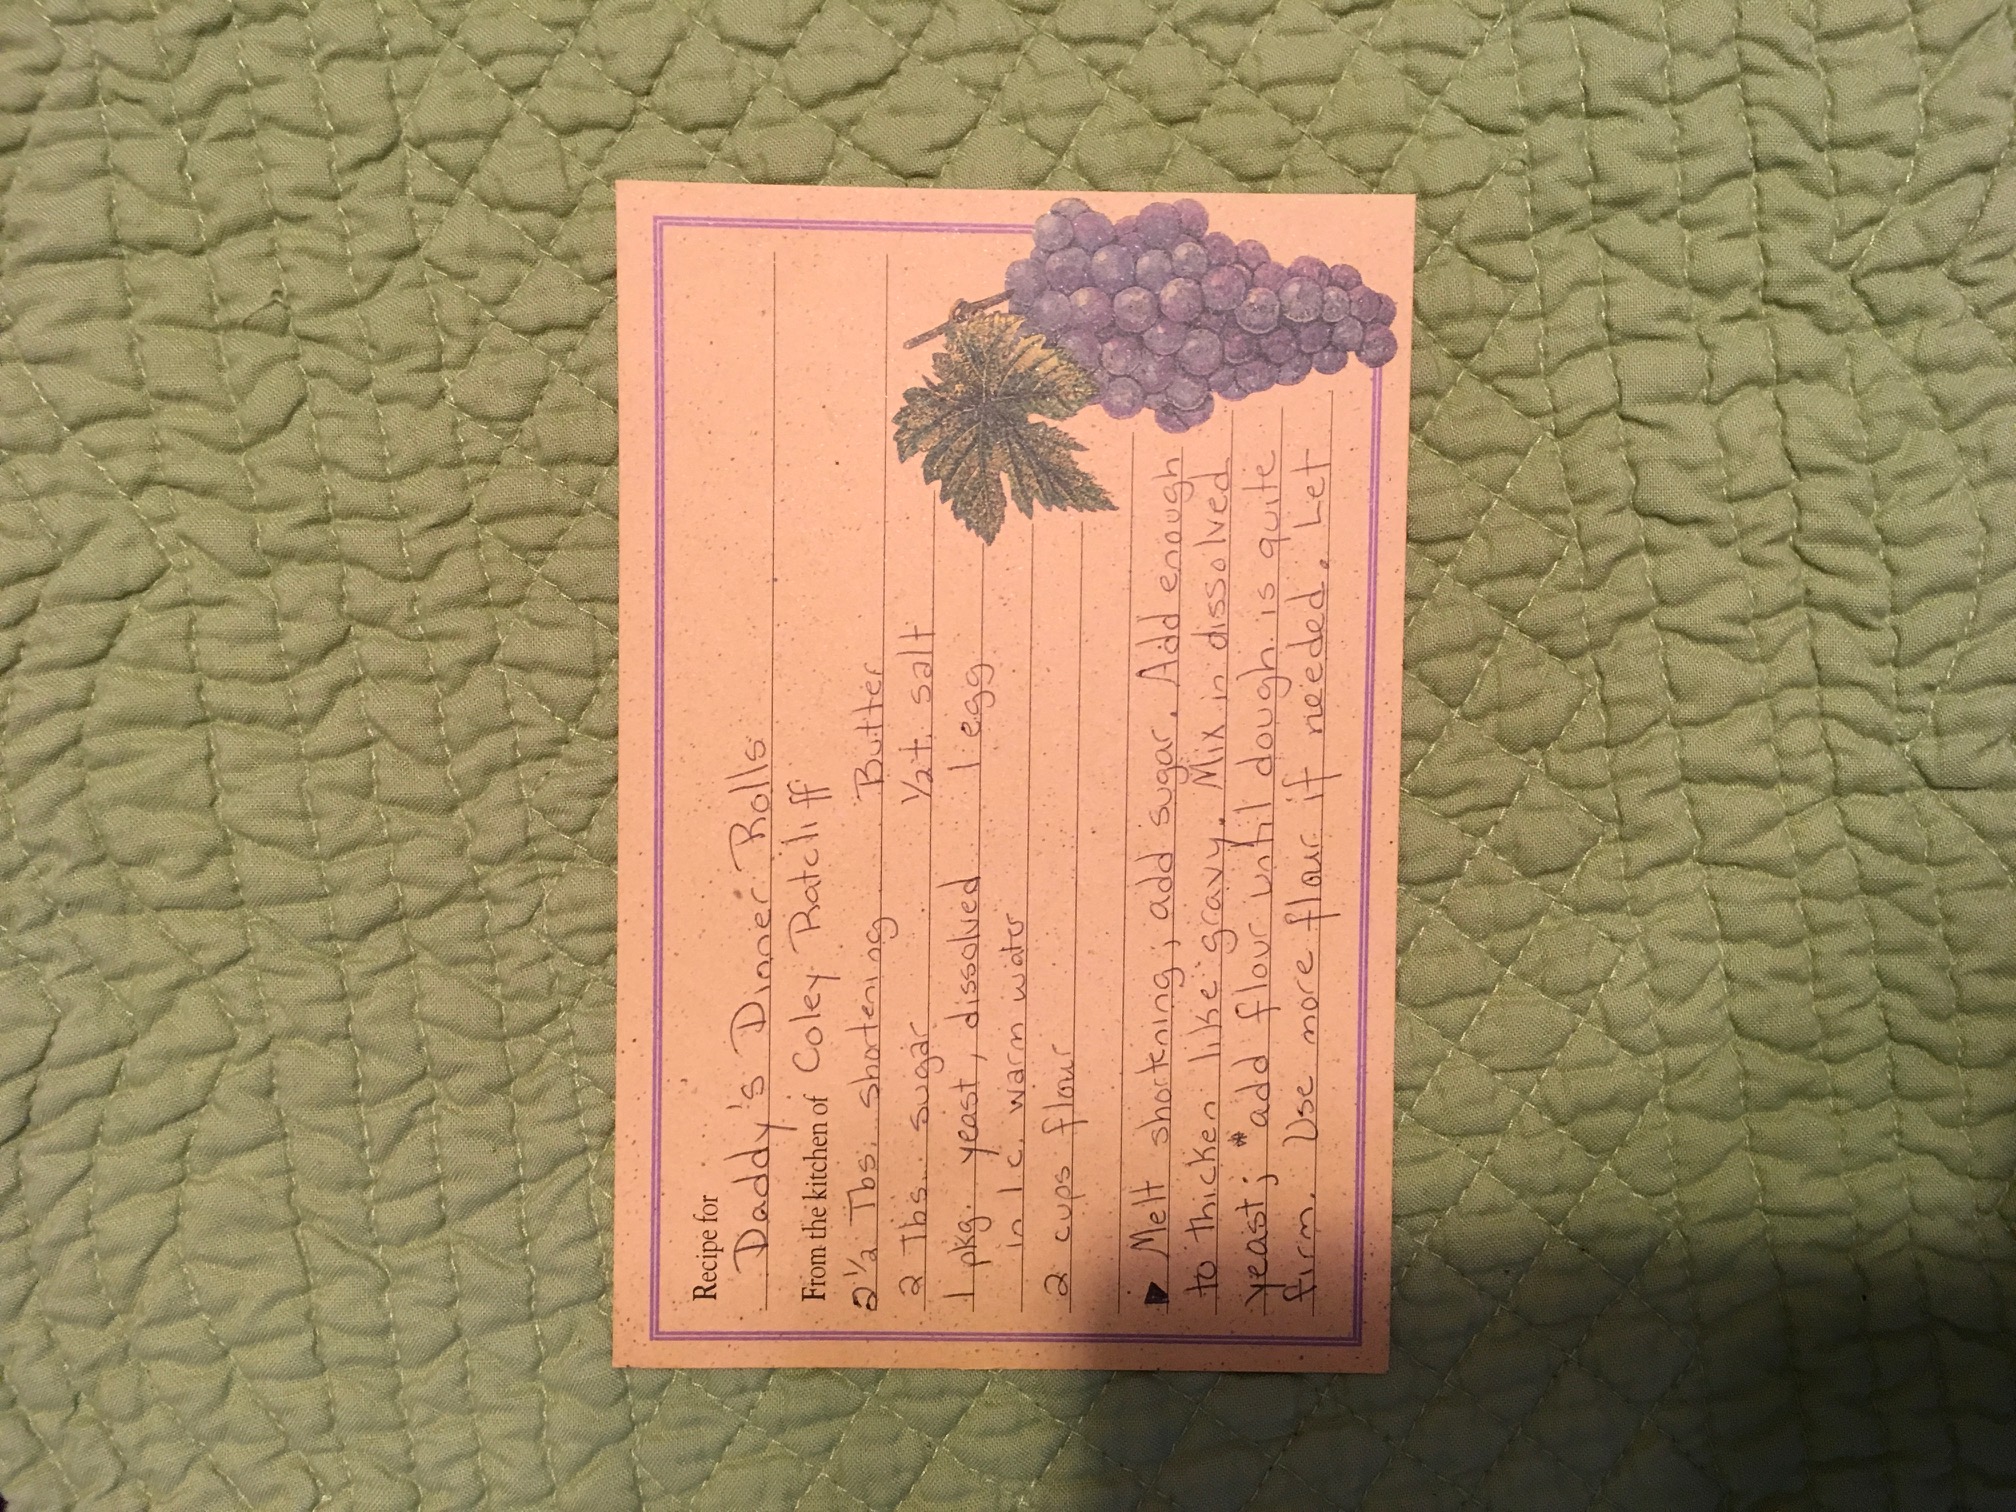 Recipe for
Daddy's Dinner Rolls
From the kitchen of Coley Ratcliff
2 1/2 Tbs. shortening Butter
2 Tbs. sugar 1/2 t. salt
1 pkg. yeast, dissolved 1 egg
in 1 c. warm water
2 cups flour
▶ Melt shortening; add sugar. Add enough
to thicken like gravy. Mix in dissolved
yeast; *add flour until dough is quite
firm. Use more flour if needed. Let